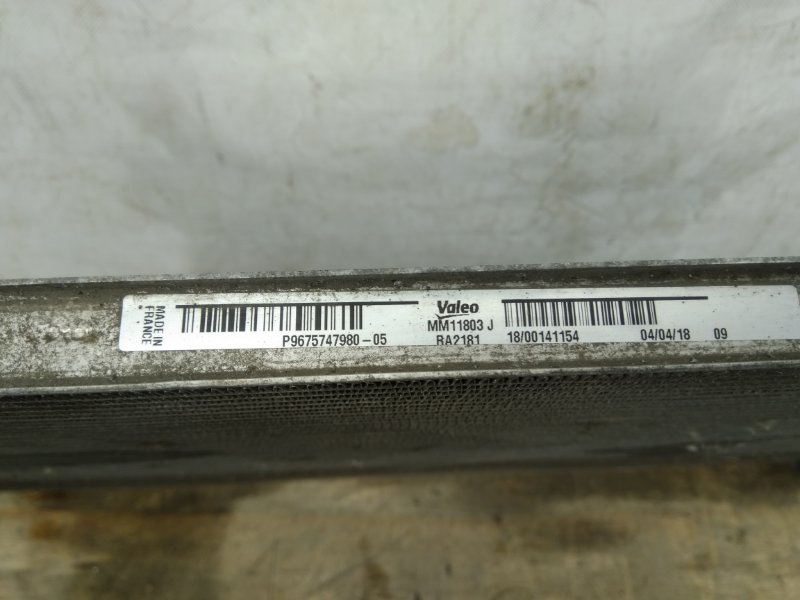 MADE IN
FRANCE
P9675747980-05
Valeo
MM11803 J
RA2181
18/00141154
04/04/18 09